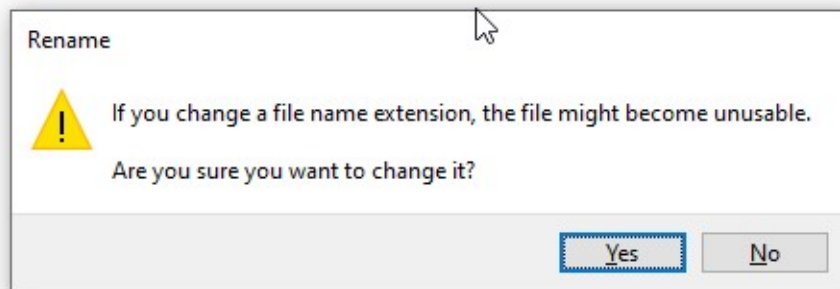 Rename
If you change a file name extension, the file might become unusable.
Are you sure you want to change it?
Yes
No